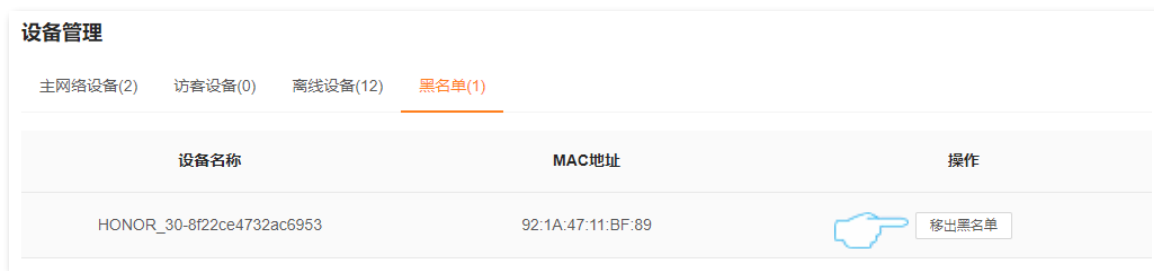 设备管理
主网络设备(2) 访客设备(0) 离线设备(12) 黑名单(1)
设备名称 MAC地址 操作
HONOR_30-8f22ce4732ac6953 92:1A:47:11:BF:89 移出黑名单